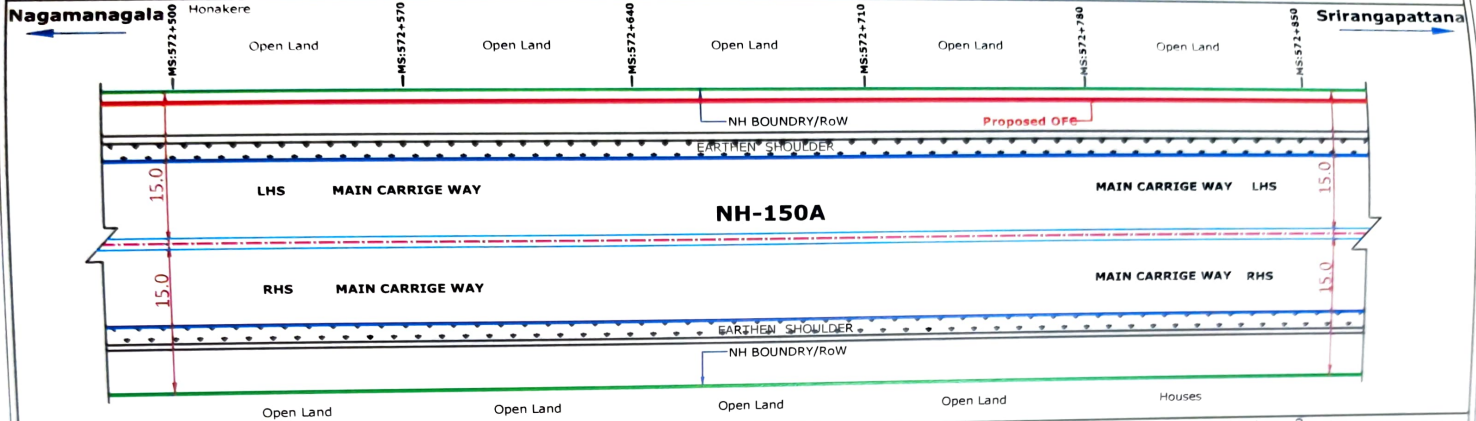 Nagamanagala Honakere Srirangapattana
MS:572+500 MS:572+570 MS:572+640 MS:572+710 MS:572+780 MS:572+850
Open Land Open Land Open Land Open Land Open Land
NH BOUNDRY/RoW Proposed OFC
EARTHEN SHOULDER
15.0 LHS MAIN CARRIGE WAY MAIN CARRIGE WAY LHS 15.0
NH-150A
15.0 RHS MAIN CARRIGE WAY MAIN CARRIGE WAY RHS 15.0
EARTHEN SHOULDER
NH BOUNDRY/RoW
Open Land Open Land Open Land Open Land Houses